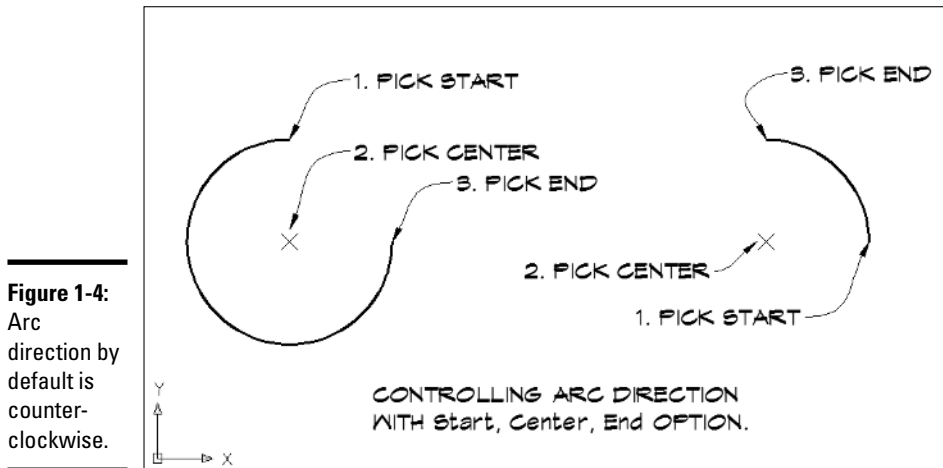 1. PICK START
2. PICK CENTER
3. PICK END
3. PICK END
2. PICK CENTER
1. PICK START
Figure 1-4:
Arc
direction by
default is
counter-
clockwise.
Y
X
CONTROLLING ARC DIRECTION
WITH Start, Center, End OPTION.